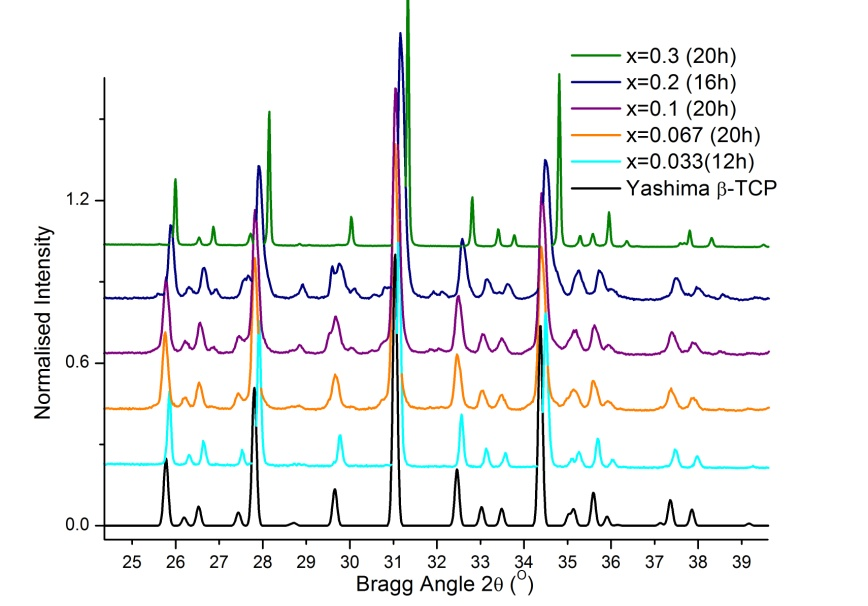 x=0.3 (20h)
x=0.2 (16h)
x=0.1 (20h)
x=0.067 (20h)
x=0.033(12h)
Yashima β-TCP
Normalised Intensity
1.2
0.6
0.0
25 26 27 28 29 30 31 32 33 34 35 36 37 38 39
Bragg Angle 2θ (O)